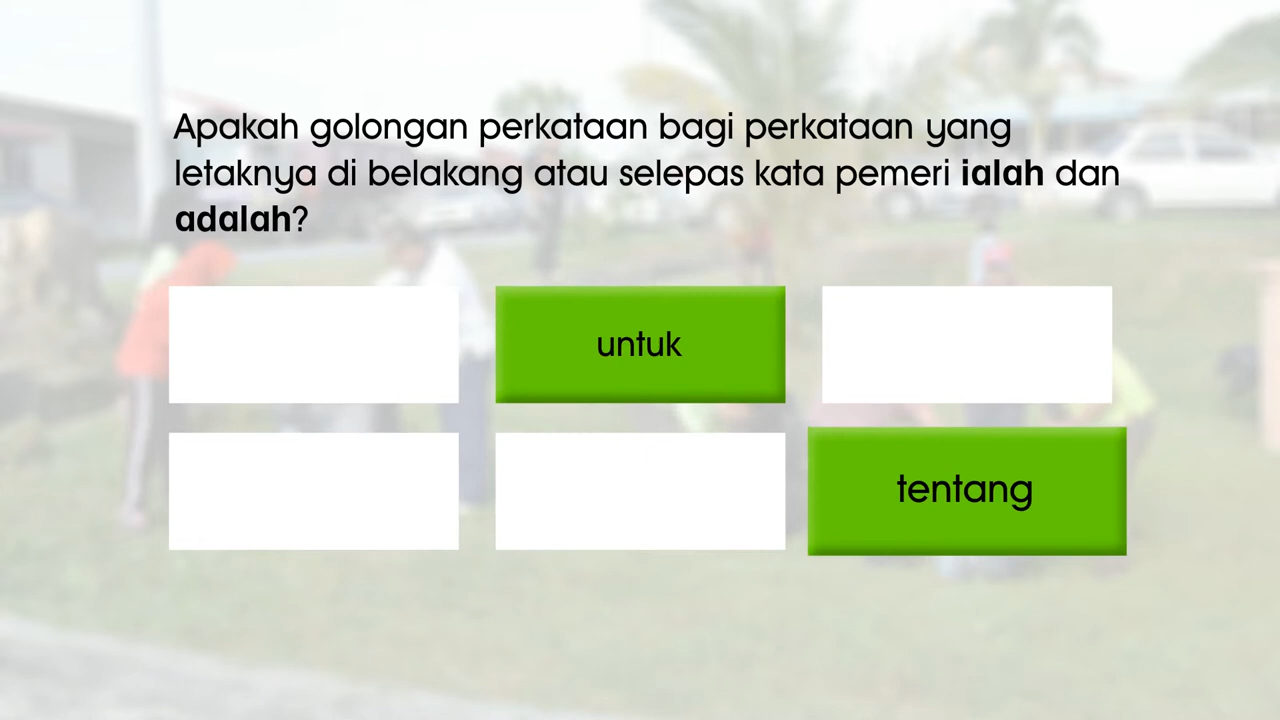 Apakah golongan perkataan bagi perkataan yang
letaknya di belakang atau selepas kata pemeri ialah dan
adalah?
untuk
tentang